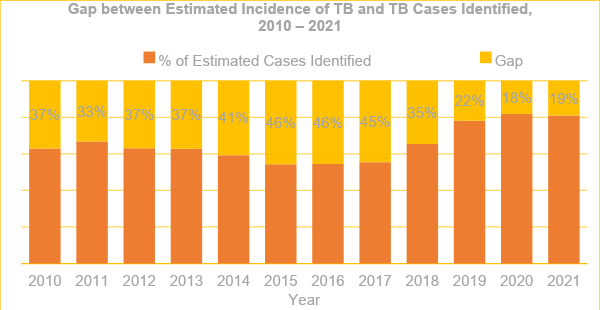 Gap between Estimated Incidence of TB and TB Cases Identified,
2010 – 2021
% of Estimated Cases Identified Gap
37% 33% 37% 37% 41% 46% 46% 45% 35% 22% 18% 19%
2010 2011 2012 2013 2014 2015 2016 2017 2018 2019 2020 2021
Year